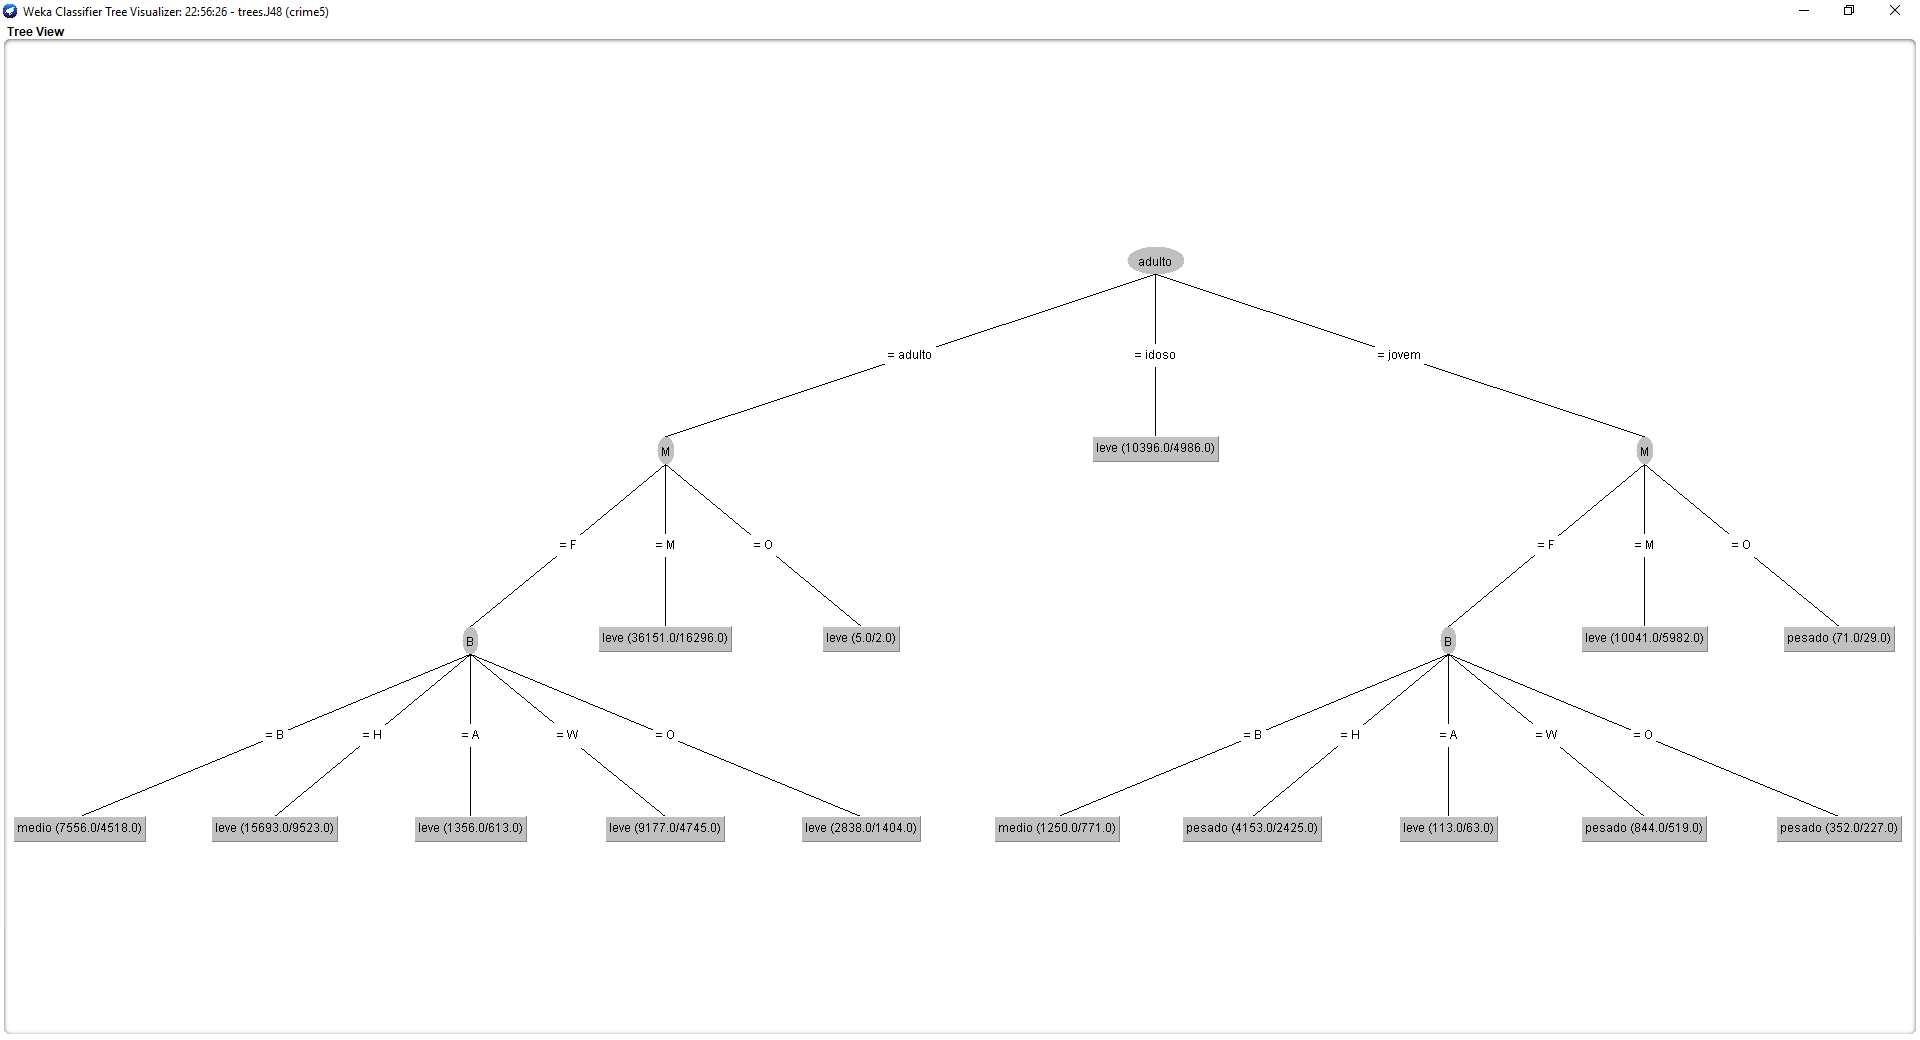 Weka Classifier Tree Visualizer: 22:56:26 - trees.J48 (crime5)
Tree View
adulto
= adulto
= idoso
= jovem
M
leve (10396.0/4986.0)
M
= F
= M
= O
= F
= M
= O
B
leve (36151.0/16296.0)
leve (5.0/2.0)
B
leve (10041.0/5982.0)
pesado (71.0/29.0)
= B
= H
= A
= W
= O
= B
= H
= A
= W
= O
medio (7556.0/4518.0)
leve (15693.0/9523.0)
leve (1356.0/613.0)
leve (9177.0/4745.0)
leve (2838.0/1404.0)
medio (1250.0/771.0)
pesado (4153.0/2425.0)
leve (113.0/63.0)
pesado (844.0/519.0)
pesado (352.0/227.0)